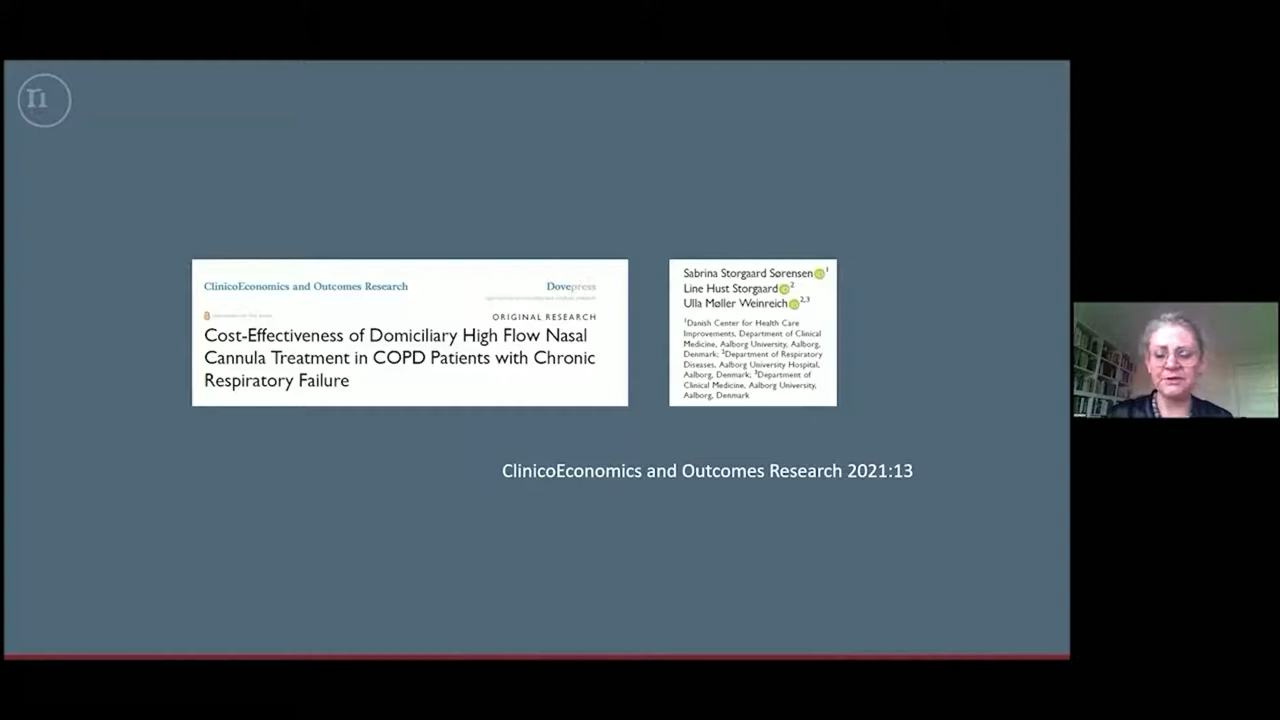 ClinicoEconomics and Outcomes Research
Dovepress
ORIGINAL RESEARCH
Cost-Effectiveness of Domiciliary High Flow Nasal
Cannula Treatment in COPD Patients with Chronic
Respiratory Failure
Sabrina Storgaard Sørensen 1
Line Hust Storgaard 2
Ulla Møller Weinreich 2,3
1Danish Center for Health Care
Improvements, Department of Clinical
Medicine, Aalborg University, Aalborg,
Denmark; 2Department of Respiratory
Diseases, Aalborg University Hospital,
Aalborg, Denmark; 3Department of
Clinical Medicine, Aalborg University,
Aalborg, Denmark
ClinicoEconomics and Outcomes Research 2021:13